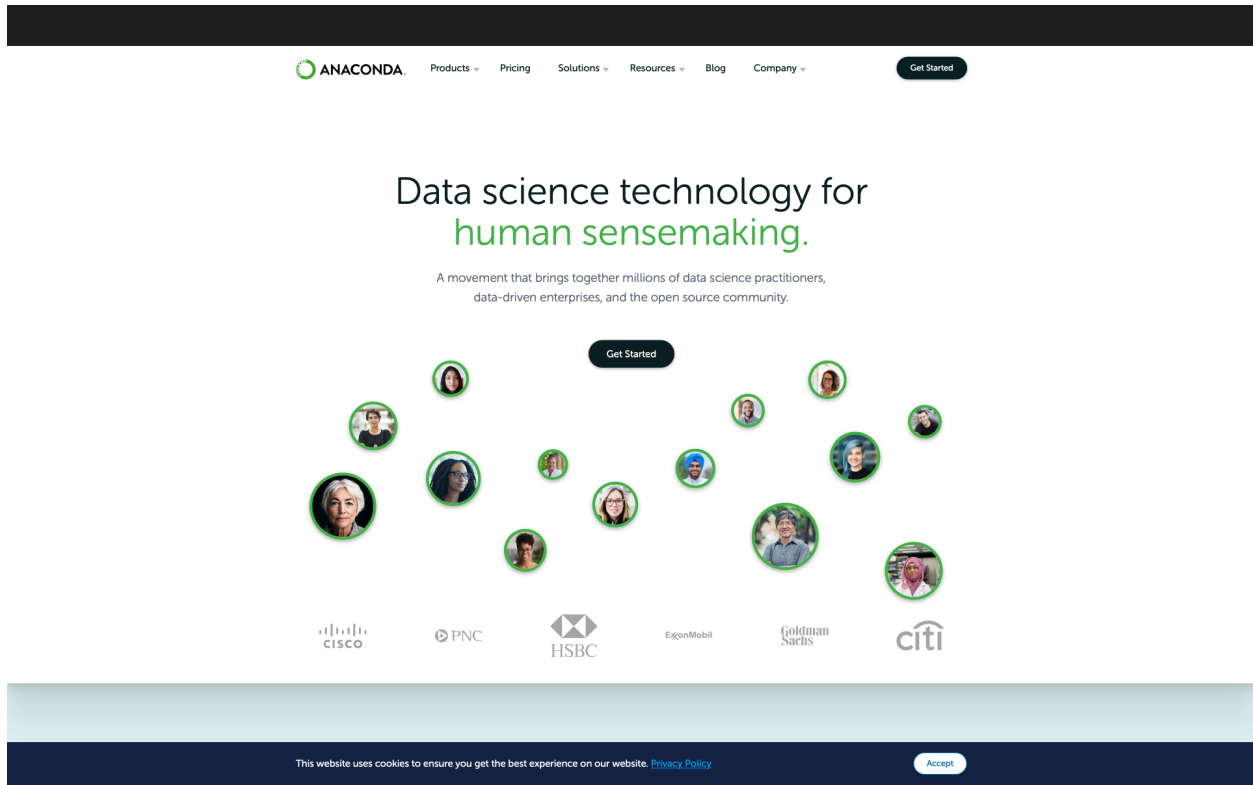 ANACONDA.
Products
Pricing
Solutions
Resources
Blog
Company
Get Started
Data science technology for
human sensemaking.
A movement that brings together millions of data science practitioners,
data-driven enterprises, and the open source community.
Get Started
CISCO
PNC
HSBC
ExxonMobil
Goldman
Sachs
citi
This website uses cookies to ensure you get the best experience on our website. Privacy Policy
Accept